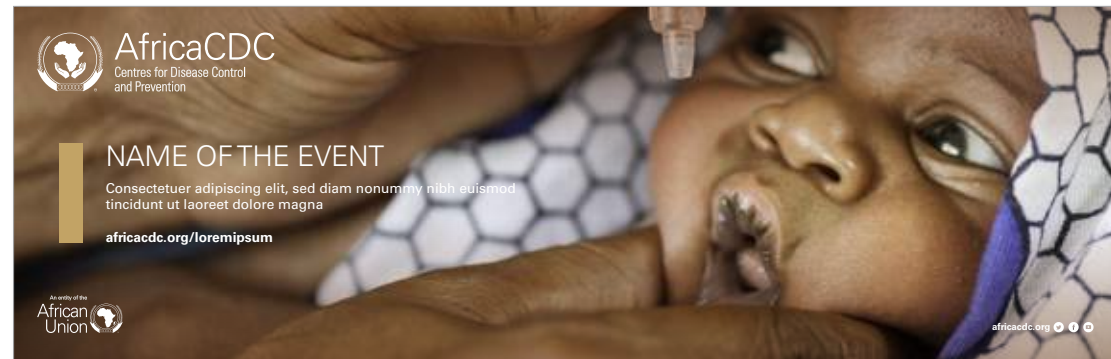 AfricaCDC
Centres for Disease Control
and Prevention
NAME OF THE EVENT
Consectetuer adipiscing elit, sed diam nonummy nibh euismod
tincidunt ut laoreet dolore magna
africacdc.org/loremipsum
An entity of the
African
Union
africacdc.org